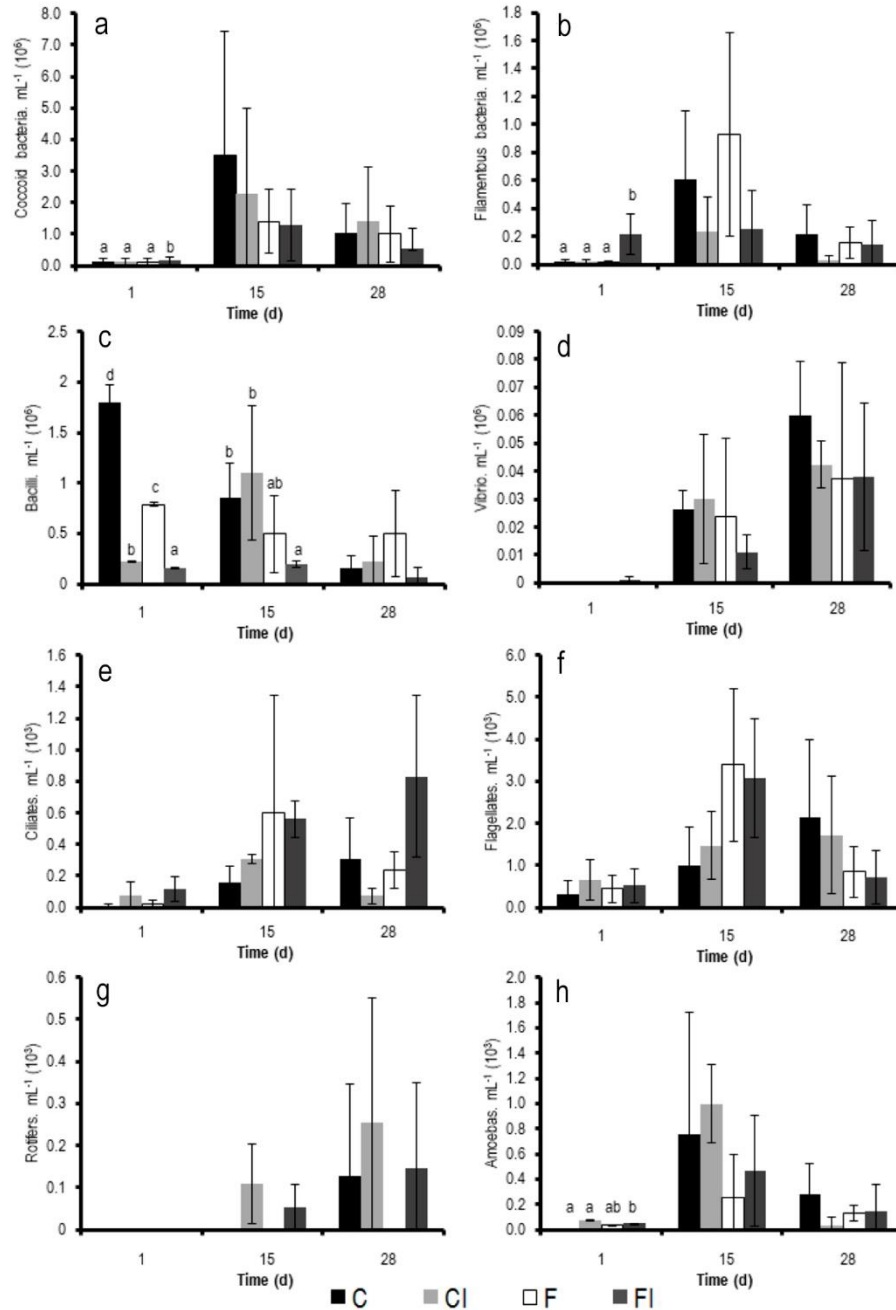 a
Coccoid bacteria. mL⁻¹ (10⁶)
8.0
7.0
6.0
5.0
4.0
3.0
2.0
1.0
0.0
a a a b
1 15 28
Time (d)
b
Filamentous bacteria. mL⁻¹ (10⁶)
1.8
1.6
1.4
1.2
1.0
0.8
0.6
0.4
0.2
0.0
a a a b
1 15 28
Time (d)
c
Bacilli. mL⁻¹ (10⁶)
2.5
2
1.5
1
0.5
0
d b c a b b ab a
1 15 28
Time (d)
d
Vibrio. mL⁻¹ (10⁶)
0.09
0.08
0.07
0.06
0.05
0.04
0.03
0.02
0.01
0
1 15 28
Time (d)
e
Ciliates. mL⁻¹ (10³)
1.6
1.4
1.2
1.0
0.8
0.6
0.4
0.2
0.0
1 15 28
Time (d)
f
Flagellates. mL⁻¹ (10³)
6.0
5.0
4.0
3.0
2.0
1.0
0.0
1 15 28
Time (d)
g
Rotifers. mL⁻¹ (10³)
0.6
0.5
0.4
0.3
0.2
0.1
0
1 15 28
Time (d)
h
Amoebas. mL⁻¹ (10³)
2.0
1.8
1.6
1.4
1.2
1.0
0.8
0.6
0.4
0.2
0.0
a a ab b
1 15 28
Time (d)
C CI F FI